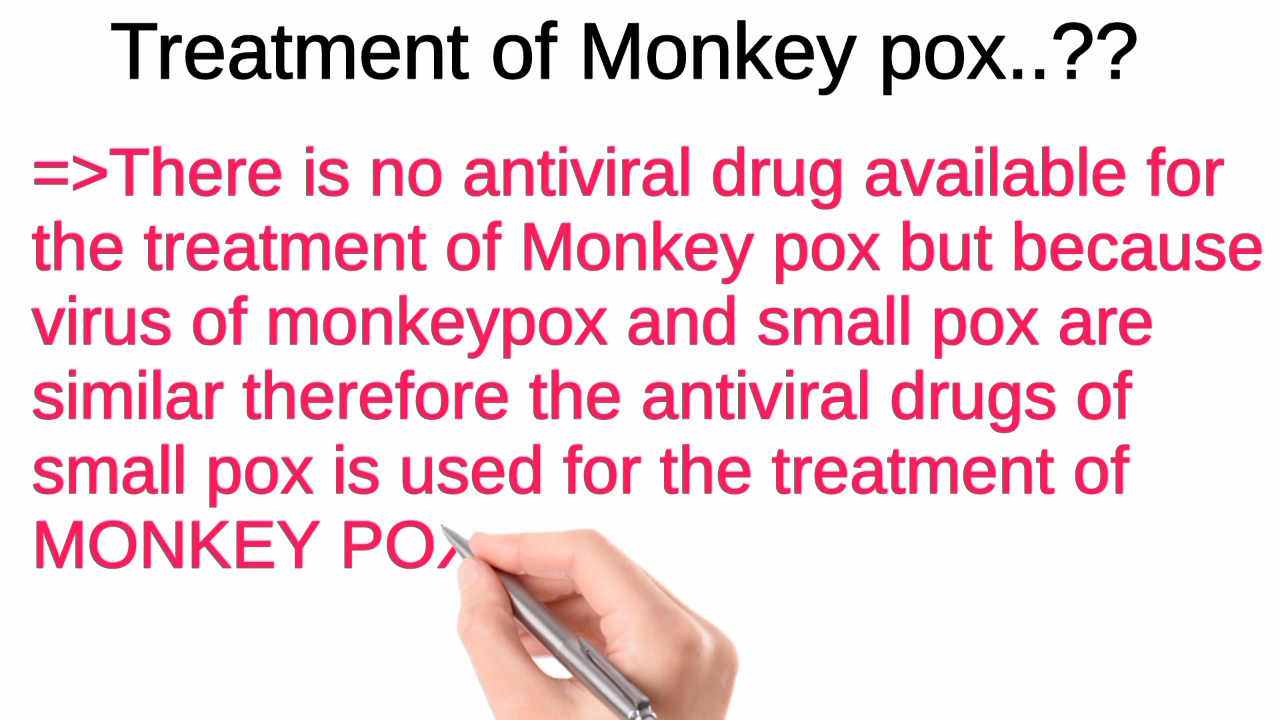 Treatment of Monkey pox..??
=>There is no antiviral drug available for
the treatment of Monkey pox but because
virus of monkeypox and small pox are
similar therefore the antiviral drugs of
small pox is used for the treatment of
MONKEY POX